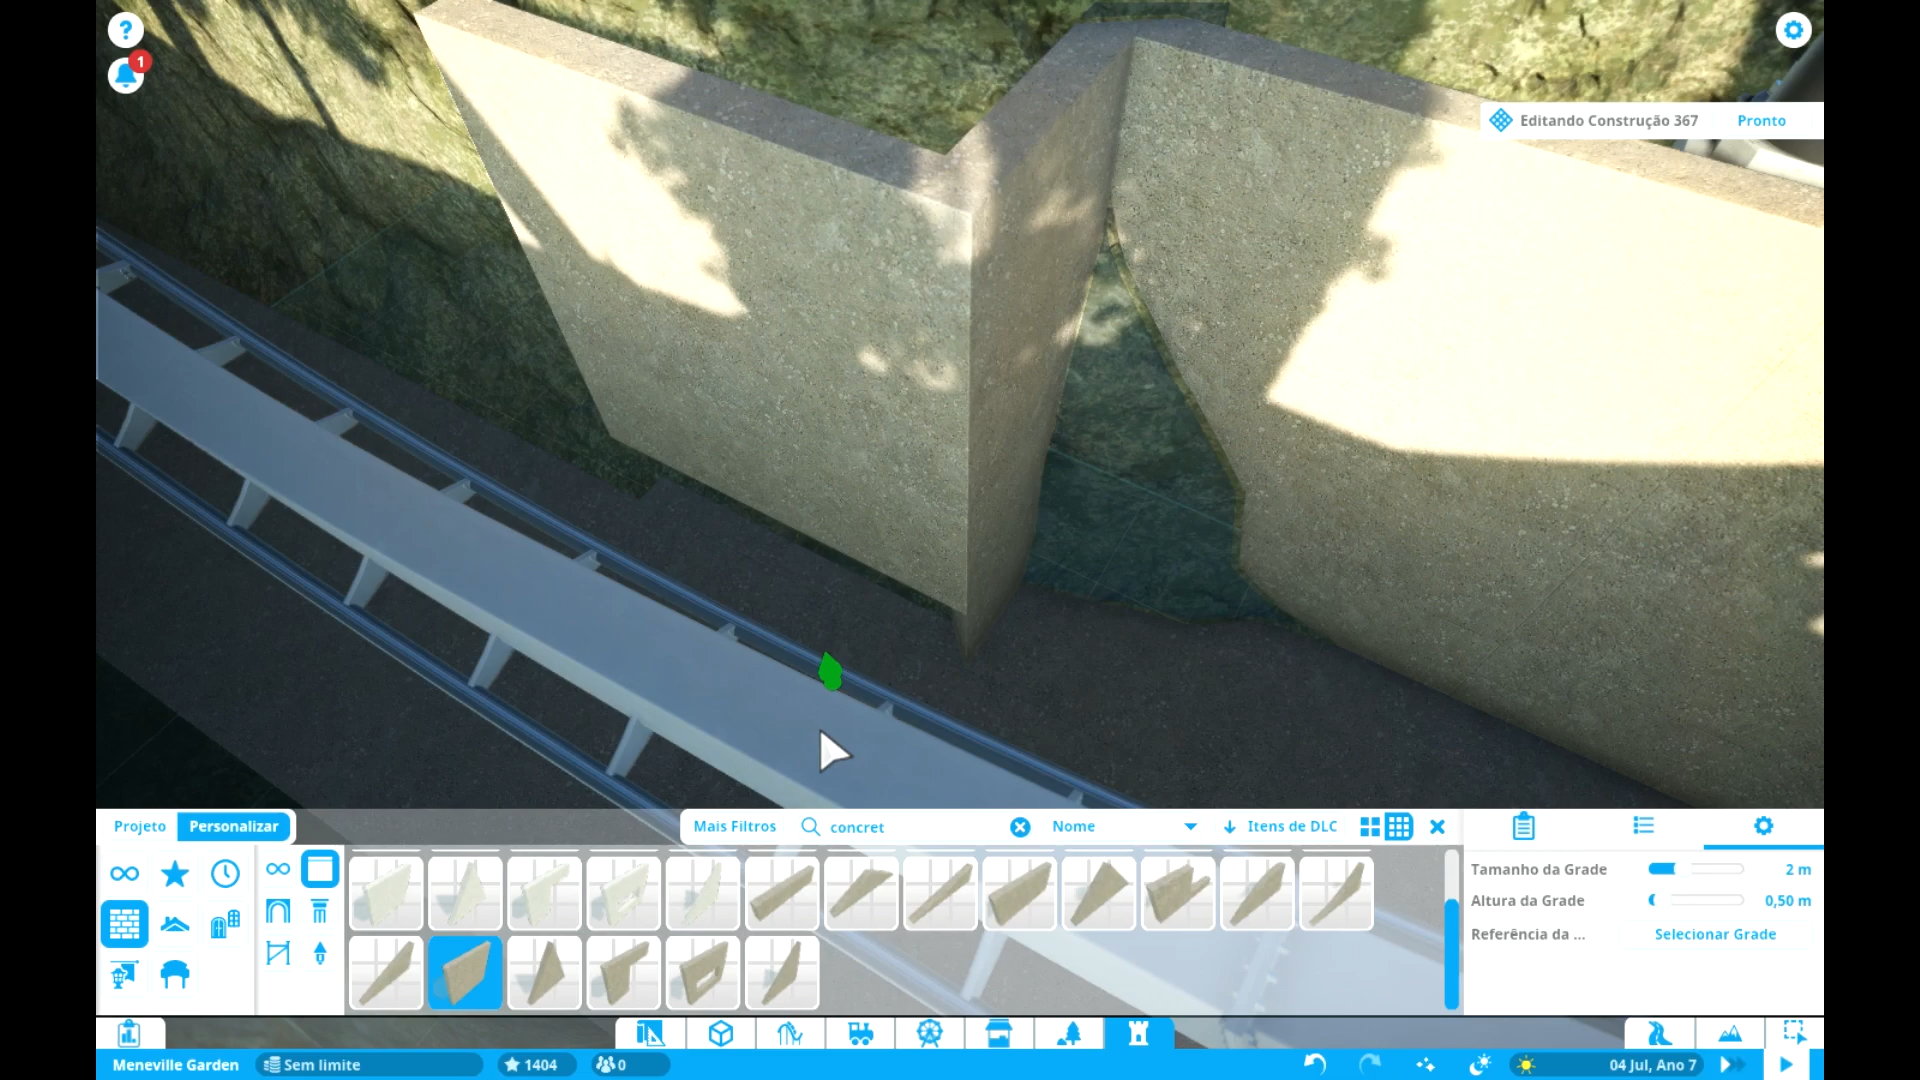 ?
1
Editando Construção 367 Pronto
Projeto Personalizar
Mais Filtros concret Nome Itens de DLC
Tamanho da Grade 2 m
Altura da Grade 0,50 m
Referência da ... Selecionar Grade
Meneville Garden Sem limite 1404 0 04 Jul, Ano 7